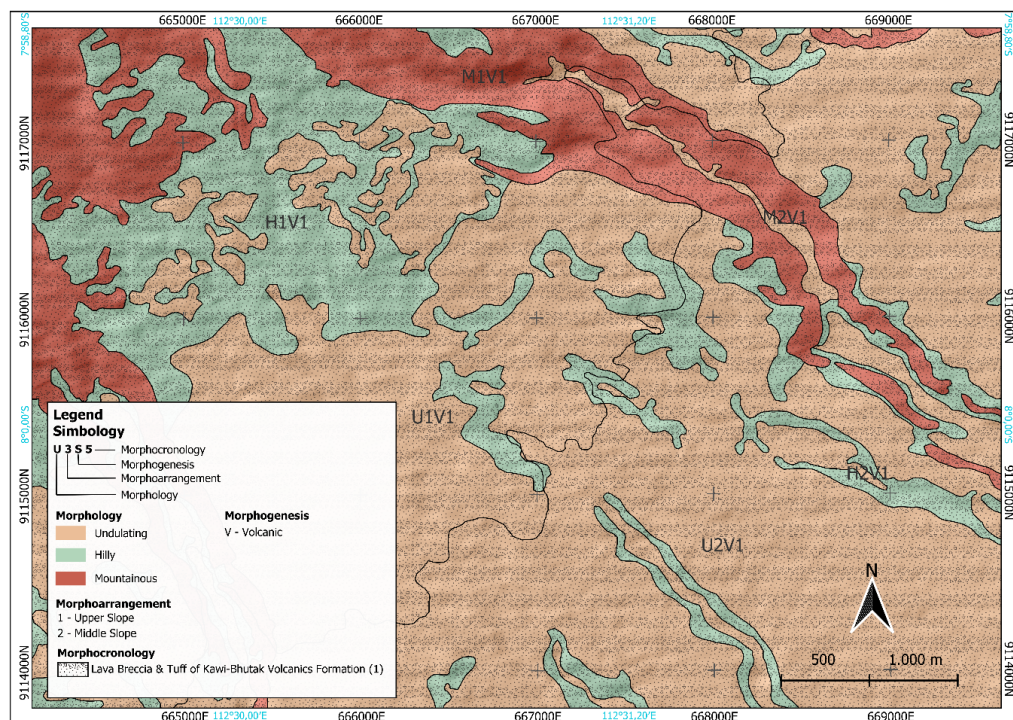 665000E 112°30,00'E 666000E 667000E 112°31,20'E 668000E 669000E
7°58,80'S
7°58,80'S
9117000N
9117000N
M1V1
H1V1
M2V1
9116000N
9116000N
U1V1
8°0,00'S
8°0,00'S
H2V1
9115000N
9115000N
U2V1
Legend
Simbology
U 3 S 5 Morphocronology
Morphogenesis
Morphoarrangement
Morphology
Morphology
Undulating
Hilly
Mountainous
Morphogenesis
V - Volcanic
Morphoarrangement
1 - Upper Slope
2 - Middle Slope
Morphocronology
Lava Breccia & Tuff of Kawi-Bhutak Volcanics Formation (1)
N
500 1.000 m
9114000N
9114000N
665000E 112°30,00'E 666000E 667000E 112°31,20'E 668000E 669000E